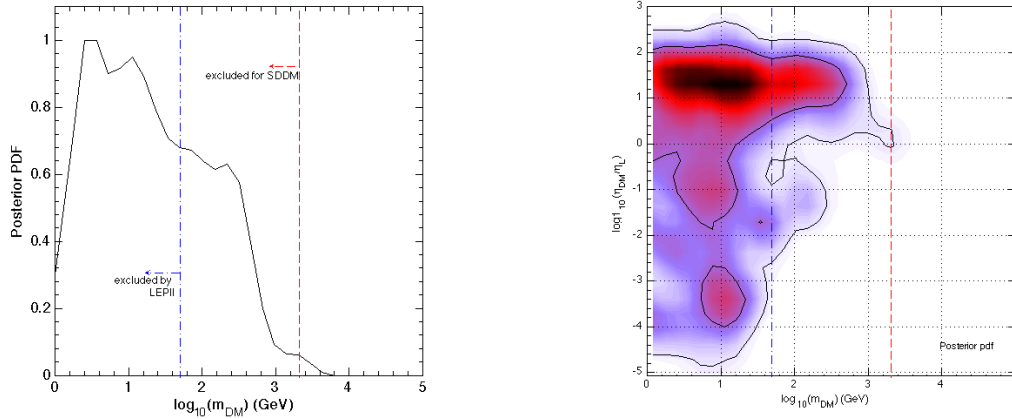 1
0.8
0.6
0.4
0.2
0
Posterior PDF
excluded for SDDM
excluded by
LEPII
0 1 2 3 4 5
log10(mDM) (GeV)
3
2
1
0
-1
-2
-3
-4
-5
log10(ηDM/ηL)
Posterior pdf
0 1 2 3 4 5
log10(mDM) (GeV)